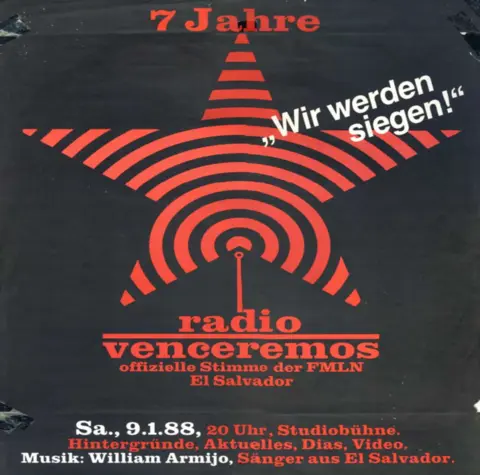 7 Jahre
„Wir werden
siegen!“
radio
venceremos
offizielle Stimme der FMLN
El Salvador
Sa., 9.1.88, 20 Uhr, Studiobühne.
Hintergründe, Aktuelles, Dias, Video.
Musik: William Armijo, Sänger aus El Salvador.